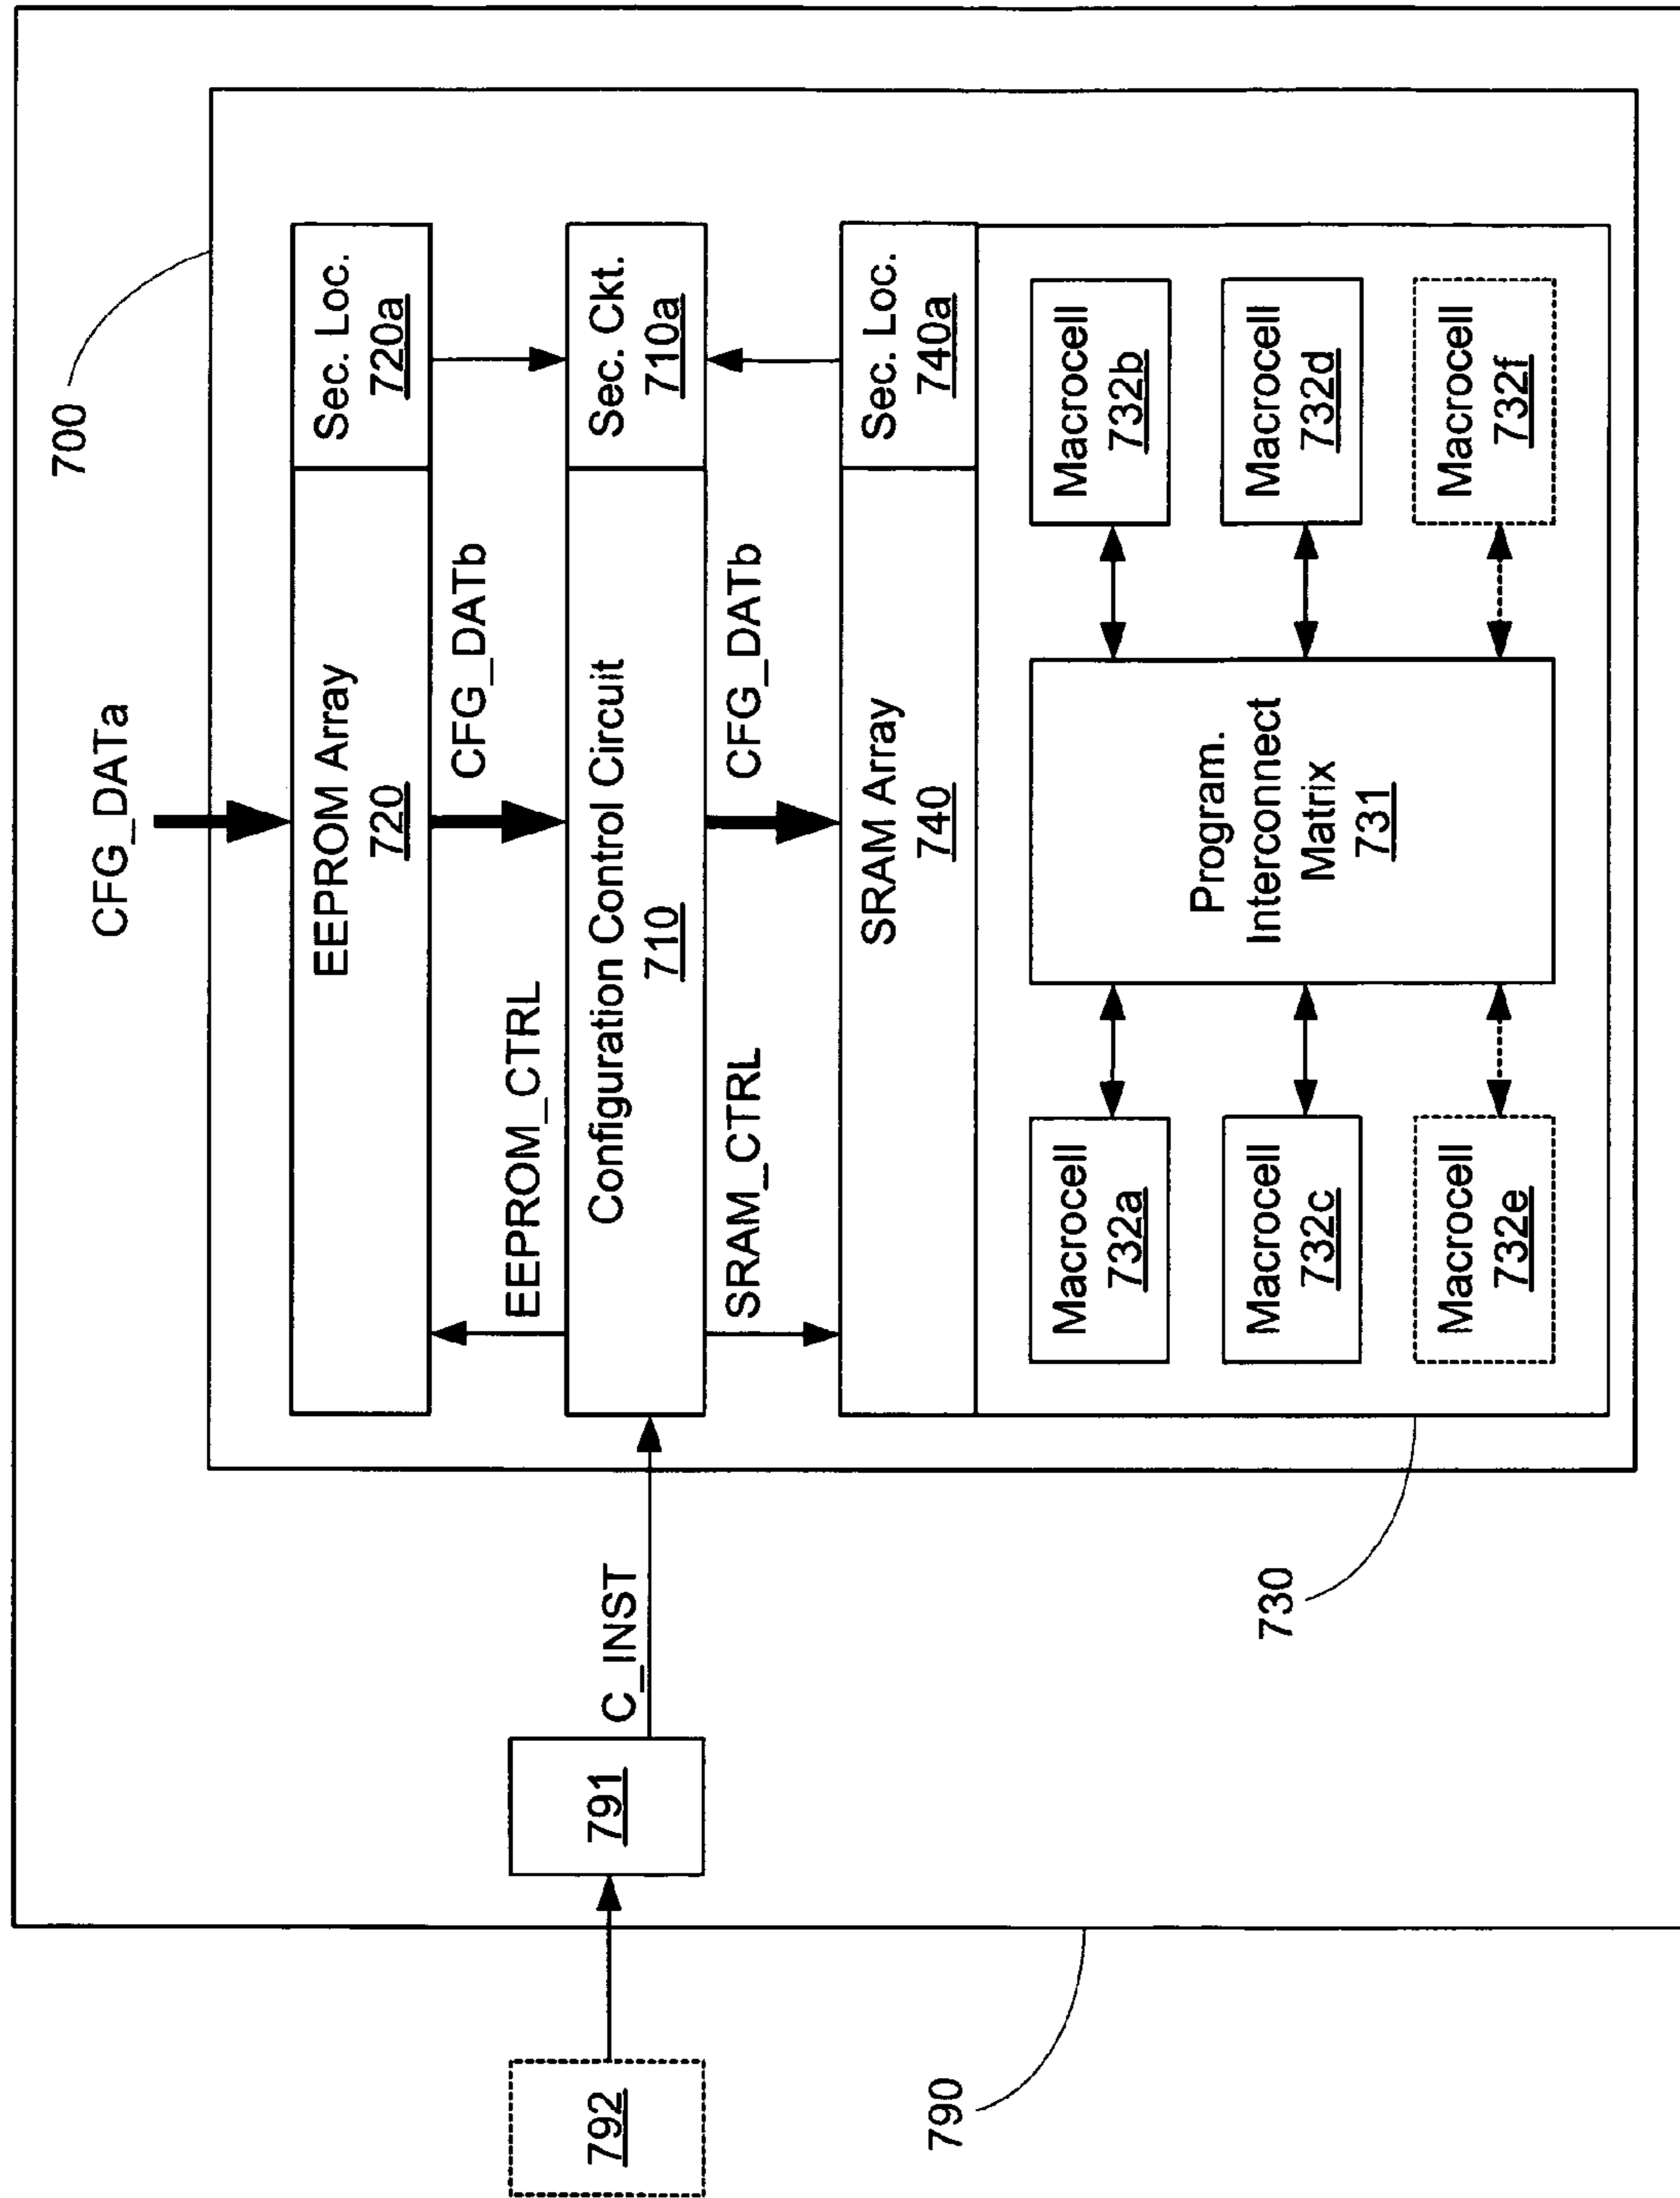 700
CFG_DATa
EEPROM Array
720
Sec. Loc.
720a
EEPROM_CTRL
CFG_DATb
792
791
C_INST
Configuration Control Circuit
710
Sec. Ckt.
710a
SRAM_CTRL
CFG_DATb
SRAM Array
740
Sec. Loc.
740a
790
730
Macrocell
732a
Macrocell
732c
Macrocell
732e
Program.
Interconnect
Matrix
731
Macrocell
732b
Macrocell
732d
Macrocell
732f